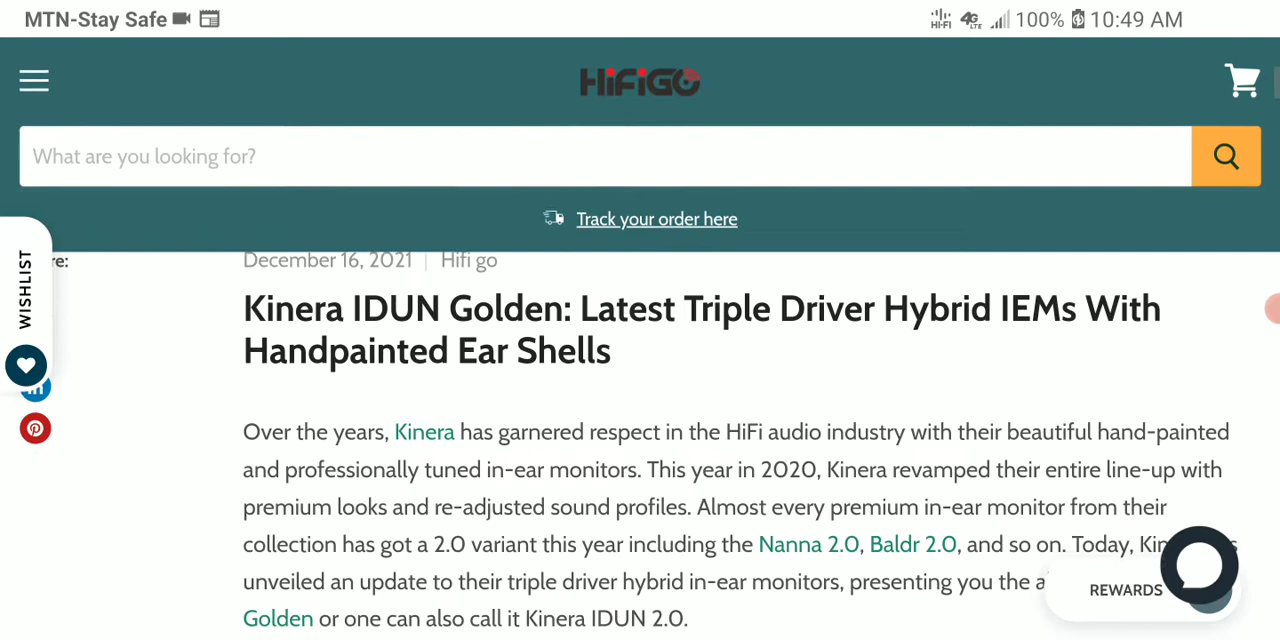 MTN-Stay Safe
HI-FI 4G LTE 100% 10:49 AM
HiFiGO
What are you looking for?
Track your order here
WISHLIST
re:
December 16, 2021 | Hifi go
Kinera IDUN Golden: Latest Triple Driver Hybrid IEMs With
Handpainted Ear Shells
Over the years, Kinera has garnered respect in the HiFi audio industry with their beautiful hand-painted
and professionally tuned in-ear monitors. This year in 2020, Kinera revamped their entire line-up with
premium looks and re-adjusted sound profiles. Almost every premium in-ear monitor from their
collection has got a 2.0 variant this year including the Nanna 2.0, Baldr 2.0, and so on. Today,
unveiled an update to their triple driver hybrid in-ear monitors, presenting you the
REWARDS
Golden or one can also call it Kinera IDUN 2.0.